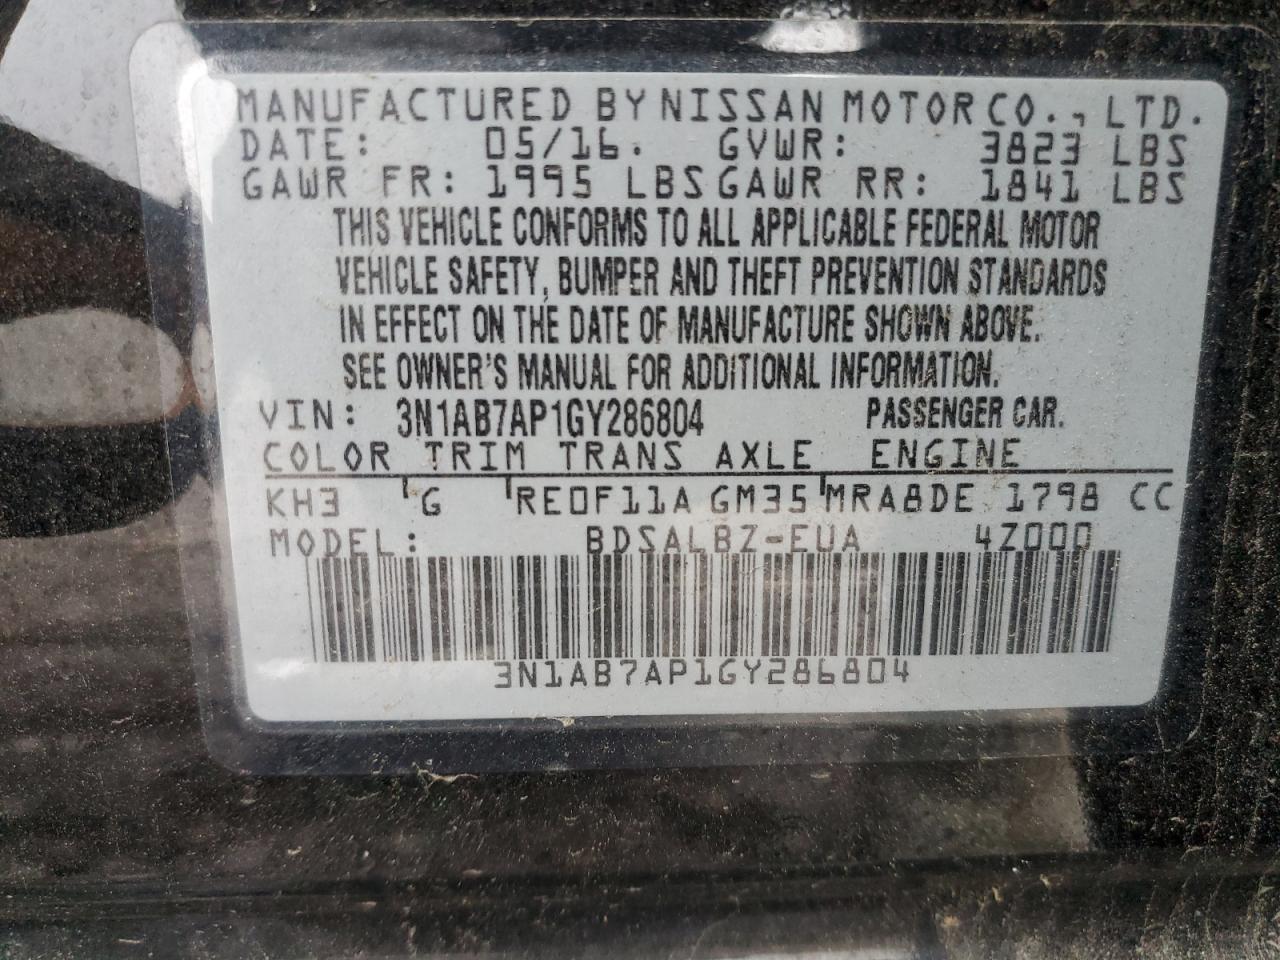 MANUFACTURED BY NISSAN MOTOR CO., LTD.
DATE: 05/16. GVWR: 3823 LBS
GAWR FR: 1995 LBS GAWR RR: 1841 LBS
THIS VEHICLE CONFORMS TO ALL APPLICABLE FEDERAL MOTOR
VEHICLE SAFETY, BUMPER AND THEFT PREVENTION STANDARDS
IN EFFECT ON THE DATE OF MANUFACTURE SHOWN ABOVE.
SEE OWNER'S MANUAL FOR ADDITIONAL INFORMATION.
VIN: 3N1AB7AP1GY286804 PASSENGER CAR.
COLOR TRIM TRANS AXLE ENGINE
KH3 G RE0F11A GM35 MRA8DE 1798 CC
MODEL: BDSALBZ-EUA 4Z000
3N1AB7AP1GY286804